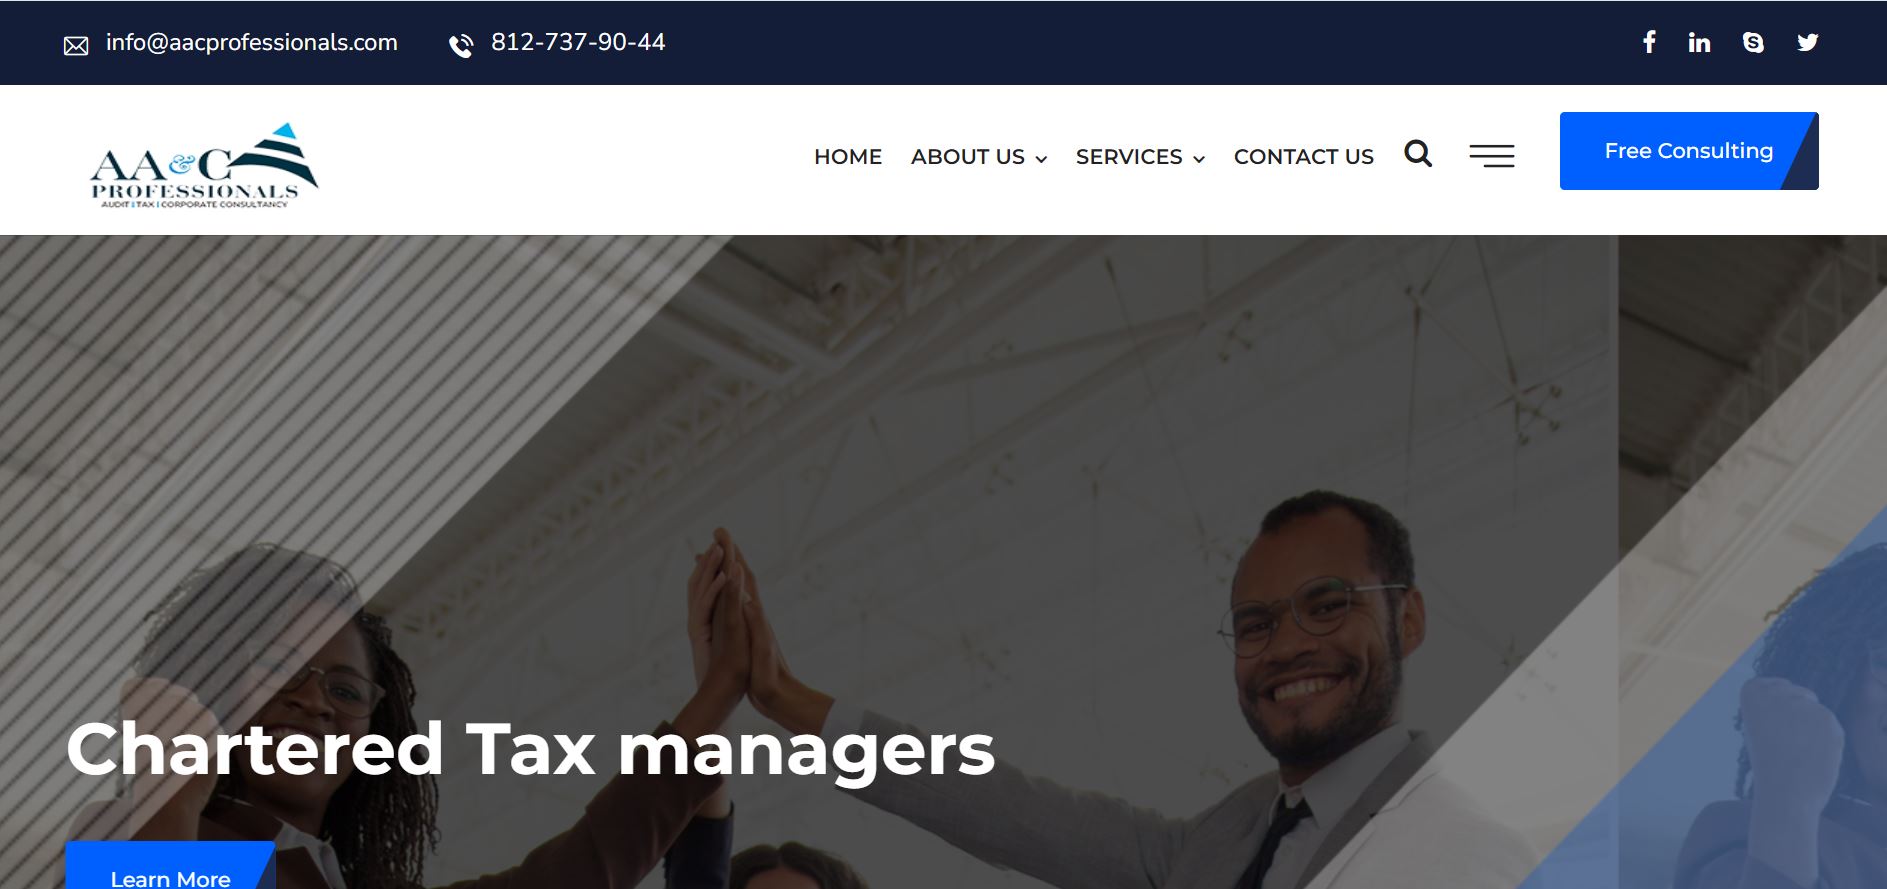 info@aacprofessionals.com 812-737-90-44
AA&C
PROFESSIONALS
AUDIT I TAX I CORPORATE CONSULTANCY
HOME ABOUT US SERVICES CONTACT US Free Consulting
Chartered Tax managers
Learn More